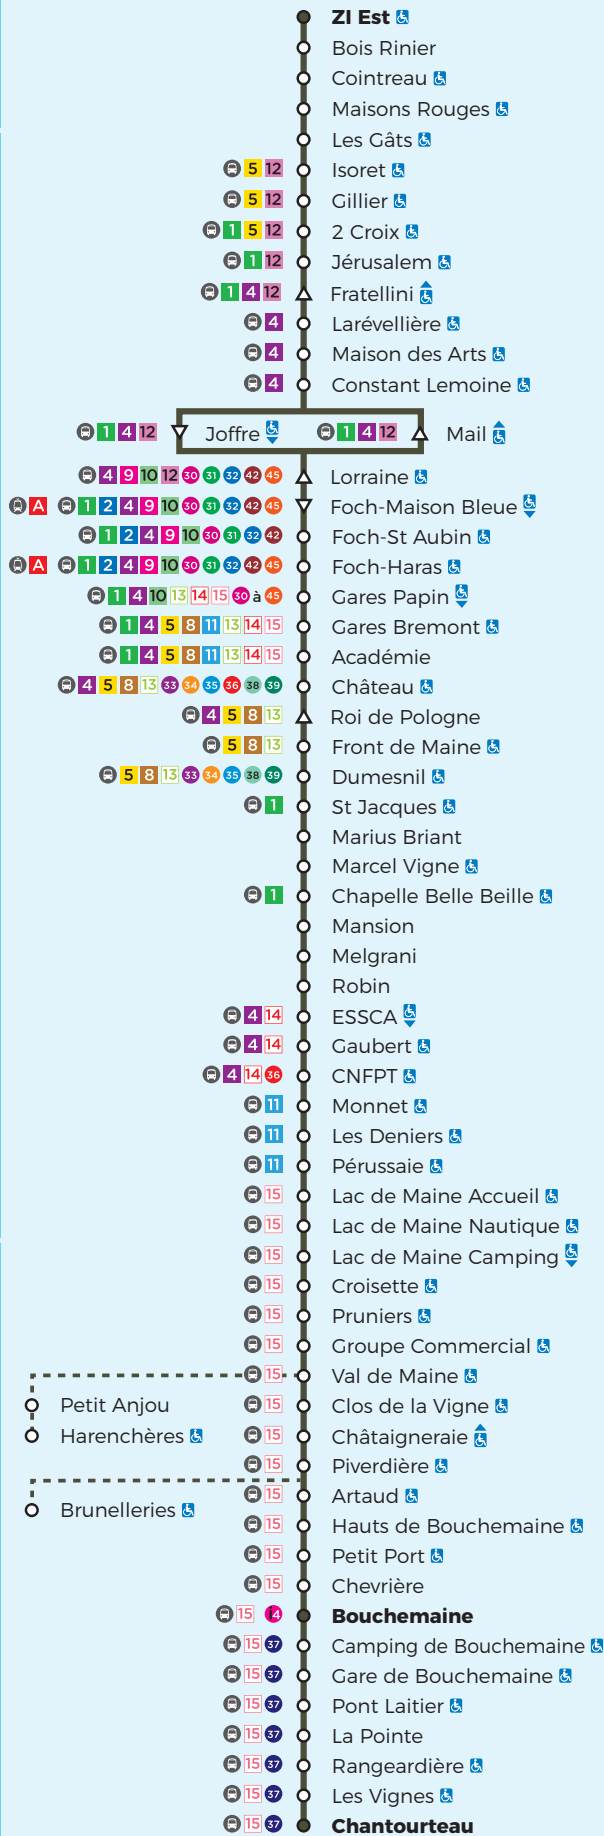 ZI Est
Bois Rinier
Cointreau
Maisons Rouges
Les Gâts
5 12 Isoret
5 12 Gillier
1 5 12 2 Croix
1 12 Jérusalem
1 4 12 Fratellini
4 Larévellière
4 Maison des Arts
4 Constant Lemoine
1 4 12 Joffre 1 4 12 Mail
4 9 10 12 30 31 32 42 45 Lorraine
A 1 2 4 9 10 30 31 32 42 45 Foch-Maison Bleue
1 2 4 9 10 30 31 32 42 Foch-St Aubin
A 1 2 4 9 10 30 31 32 42 45 Foch-Haras
1 4 10 13 14 15 30 à 45 Gares Papin
1 4 5 8 11 13 14 15 Gares Bremont
1 4 5 8 11 13 14 15 Académie
4 5 8 13 33 34 35 36 38 39 Château
4 5 8 13 Roi de Pologne
5 8 13 Front de Maine
5 8 13 33 34 35 38 39 Dumesnil
1 St Jacques
Marius Briant
Marcel Vigne
1 Chapelle Belle Beille
Mansion
Melgrani
Robin
4 14 ESSCA
4 14 Gaubert
4 14 36 CNFPT
11 Monnet
11 Les Deniers
11 Pérussaie
15 Lac de Maine Accueil
15 Lac de Maine Nautique
15 Lac de Maine Camping
15 Croisette
15 Pruniers
15 Groupe Commercial
15 Val de Maine
Petit Anjou 15 Clos de la Vigne
Harenchères 15 Châtaigneraie
15 Piverdière
15 Artaud
Brunelleries
15 Hauts de Bouchemaine
15 Petit Port
15 Chevrière
15 i4 Bouchemaine
15 37 Camping de Bouchemaine
15 37 Gare de Bouchemaine
15 37 Pont Laitier
15 37 La Pointe
15 37 Rangeardière
15 37 Les Vignes
15 37 Chantourteau